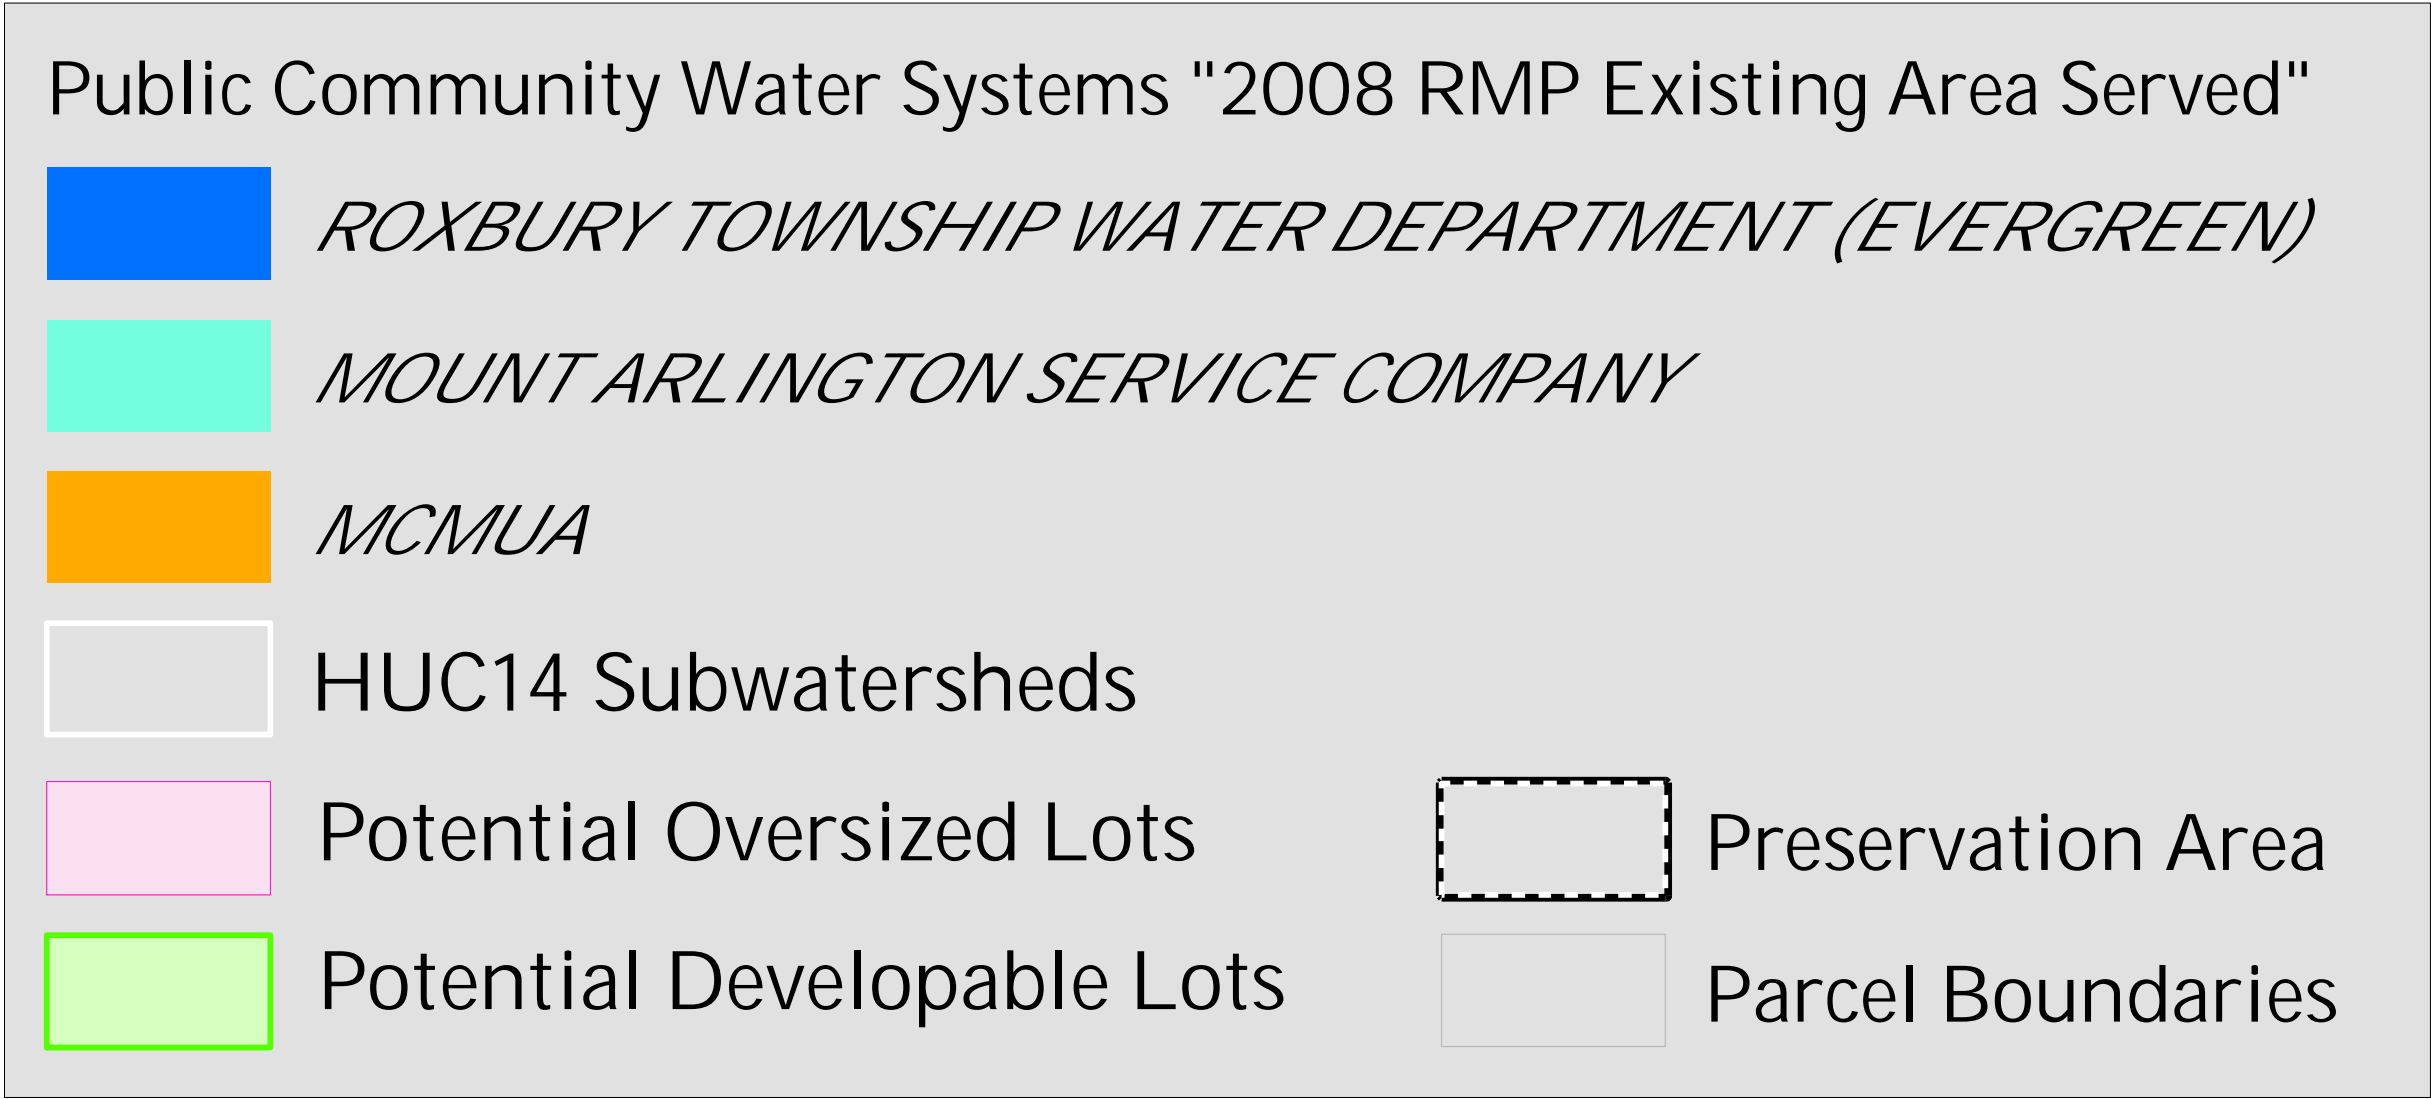 Public Community Water Systems "2008 RMP Existing Area Served"
ROXBURY TOWNSHIP WATER DEPARTMENT (EVERGREEN)
MOUNT ARLINGTON SERVICE COMPANY
MCMUA
HUC14 Subwatersheds
Potential Oversized Lots
Potential Developable Lots
Preservation Area
Parcel Boundaries